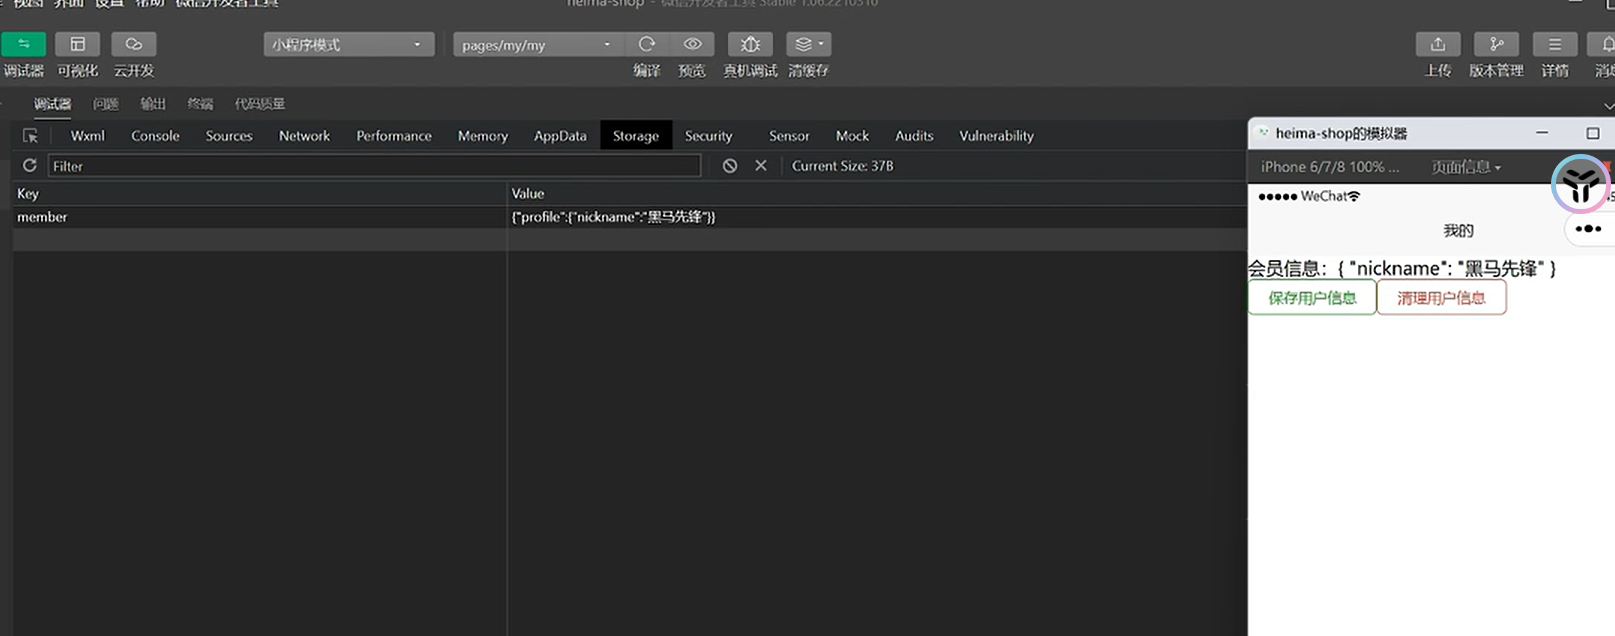 视图 界面 设置 帮助 微信开发者工具
heima-shop - 微信开发者工具 Stable 1.06.2210310
小程序模式
pages/my/my
调试器 可视化 云开发
编译 预览 真机调试 清缓存
上传 版本管理 详情
调试器 问题 输出 终端 代码质量
Wxml Console Sources Network Performance Memory AppData Storage Security Sensor Mock Audits Vulnerability
Filter
Current Size: 37B
Key Value
member {"profile":{"nickname":"黑马先锋"}}
heima-shop的模拟器
iPhone 6/7/8 100% ... 页面信息
WeChat
我的
会员信息：{ "nickname": "黑马先锋" }
保存用户信息 清理用户信息